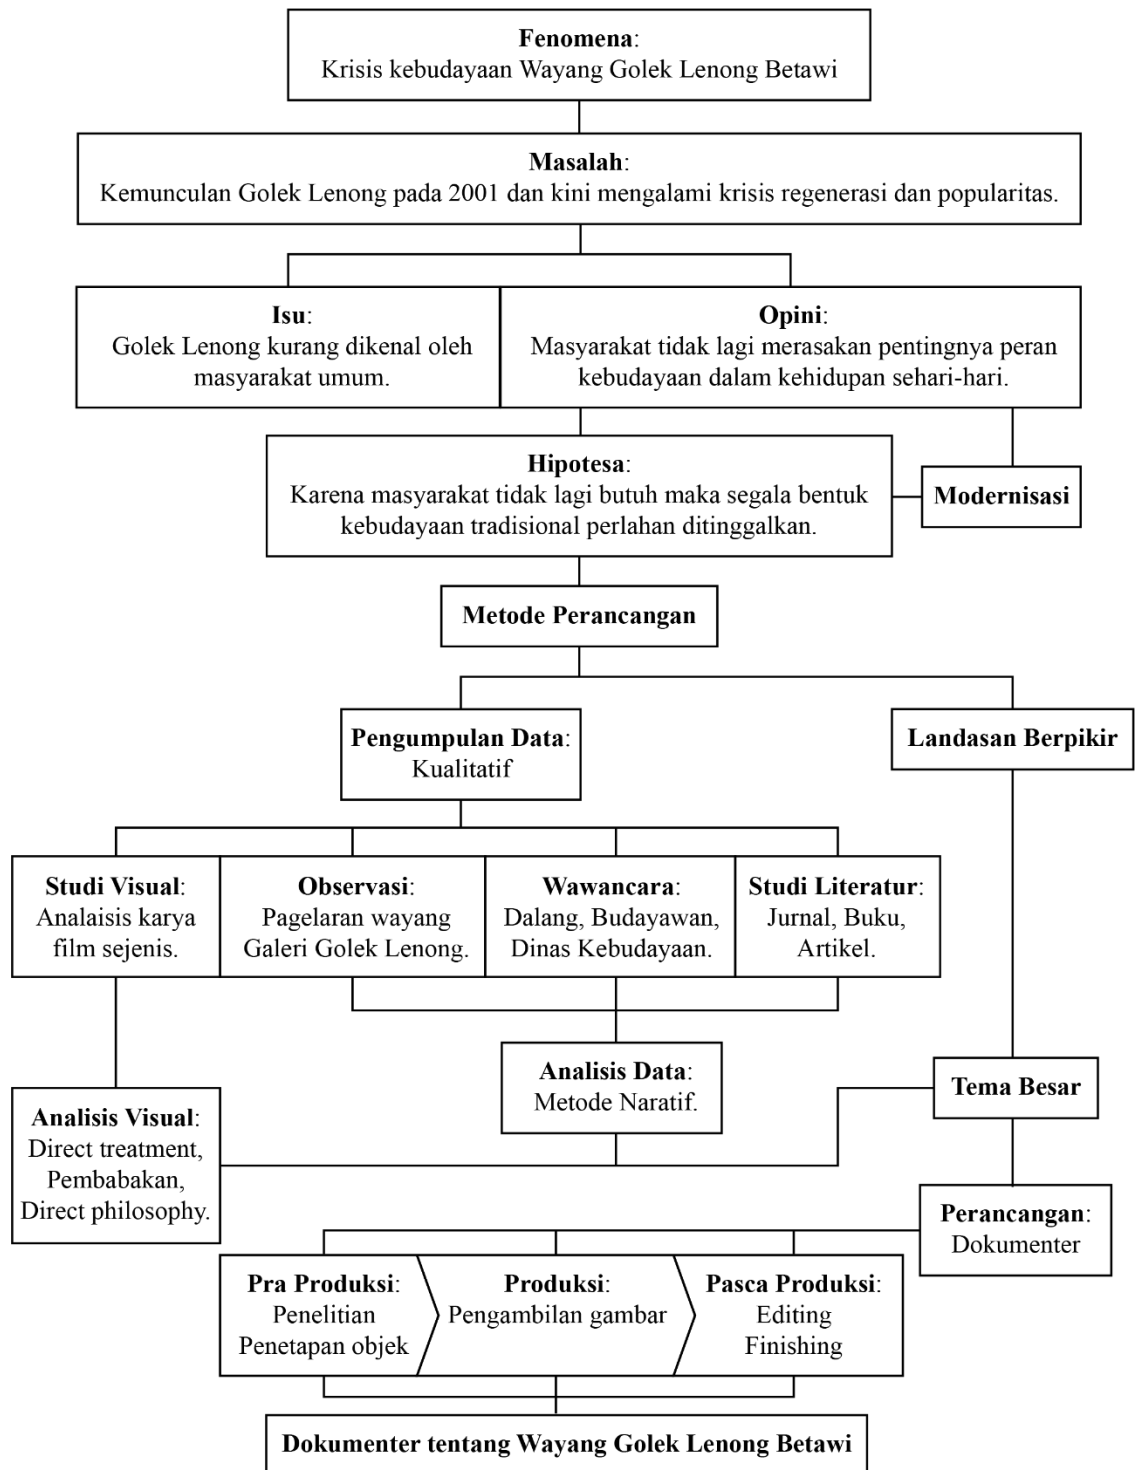 Fenomena:
Krisis kebudayaan Wayang Golek Lenong Betawi
Masalah:
Kemunculan Golek Lenong pada 2001 dan kini mengalami krisis regenerasi dan popularitas.
Isu:
Golek Lenong kurang dikenal oleh
masyarakat umum.
Opini:
Masyarakat tidak lagi merasakan pentingnya peran
kebudayaan dalam kehidupan sehari-hari.
Hipotesa:
Karena masyarakat tidak lagi butuh maka segala bentuk
kebudayaan tradisional perlahan ditinggalkan.
Modernisasi
Metode Perancangan
Pengumpulan Data:
Kualitatif
Landasan Berpikir
Studi Visual:
Analaisis karya
film sejenis.
Observasi:
Pagelaran wayang
Galeri Golek Lenong.
Wawancara:
Dalang, Budayawan,
Dinas Kebudayaan.
Studi Literatur:
Jurnal, Buku,
Artikel.
Analisis Data:
Metode Naratif.
Tema Besar
Analisis Visual:
Direct treatment,
Pembabakan,
Direct philosophy.
Perancangan:
Dokumenter
Pra Produksi:
Penelitian
Penetapan objek
Produksi:
Pengambilan gambar
Pasca Produksi:
Editing
Finishing
Dokumenter tentang Wayang Golek Lenong Betawi